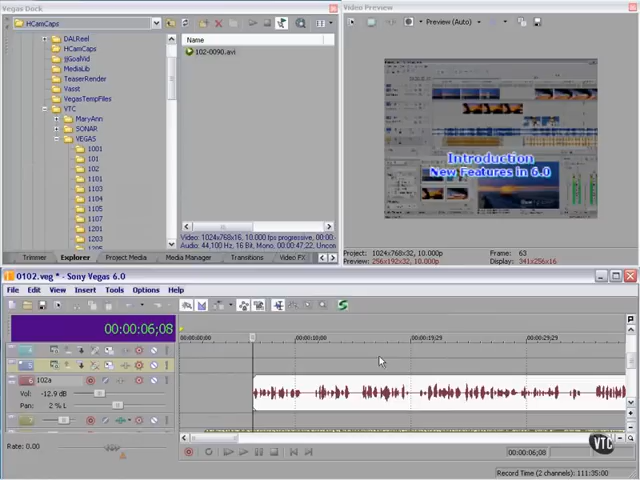 Vegas Dock
Video Preview
HCamCaps
Preview (Auto)
Name
102-0090.avi
DALReel
HCamCaps
MediaLib
TeaserRender
Vasst
VegasTempFiles
VTC
MaryAnn
SONAR
VEGAS
1001
101
102
1101
1103
1104
1107
1201
1203
Introduction
New Features in 6.0
Video: 1024x768x16, 10.000 fps progressive, 00:00:
Audio: 44,100 Hz, 16 Bit, Mono, 00:00:47,22, Uncon
Trimmer Explorer Project Media Media Manager Transitions Video FX
Project: 1024x768x32, 10.000p
Frame: 63
Preview: 256x192x32, 10.000p
Display: 341x256x16
0102.veg * - Sony Vegas 6.0
File Edit View Insert Tools Options Help
00:00:06;08
00:00:00;00
00:00:10;00
00:00:19;29
00:00:29;29
102a
Vol: -12.9 dB
Pan: 2 % L
Rate: 0.00
VTC
00:00:06;08
Record Time (2 channels): 111:35:00